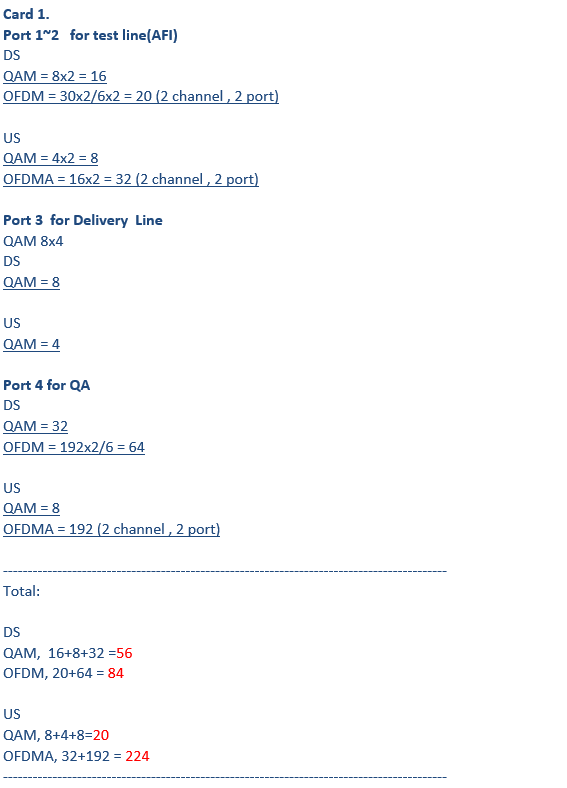 Card 1.
Port 1~2   for test line(AFI)
DS
QAM = 8x2 = 16
OFDM = 30x2/6x2 = 20 (2 channel , 2 port)
US
QAM = 4x2 = 8
OFDMA = 16x2 = 32 (2 channel , 2 port)
Port 3  for Delivery  Line
QAM 8x4
DS
QAM = 8
US
QAM = 4
Port 4 for QA
DS
QAM = 32
OFDM = 192x2/6 = 64
US
QAM = 8
OFDMA = 192 (2 channel , 2 port)
--------------------------------------------------------------------------------------------
Total:
DS
QAM,  16+8+32 =56
OFDM, 20+64 = 84
US
QAM, 8+4+8=20
OFDMA, 32+192 = 224
--------------------------------------------------------------------------------------------